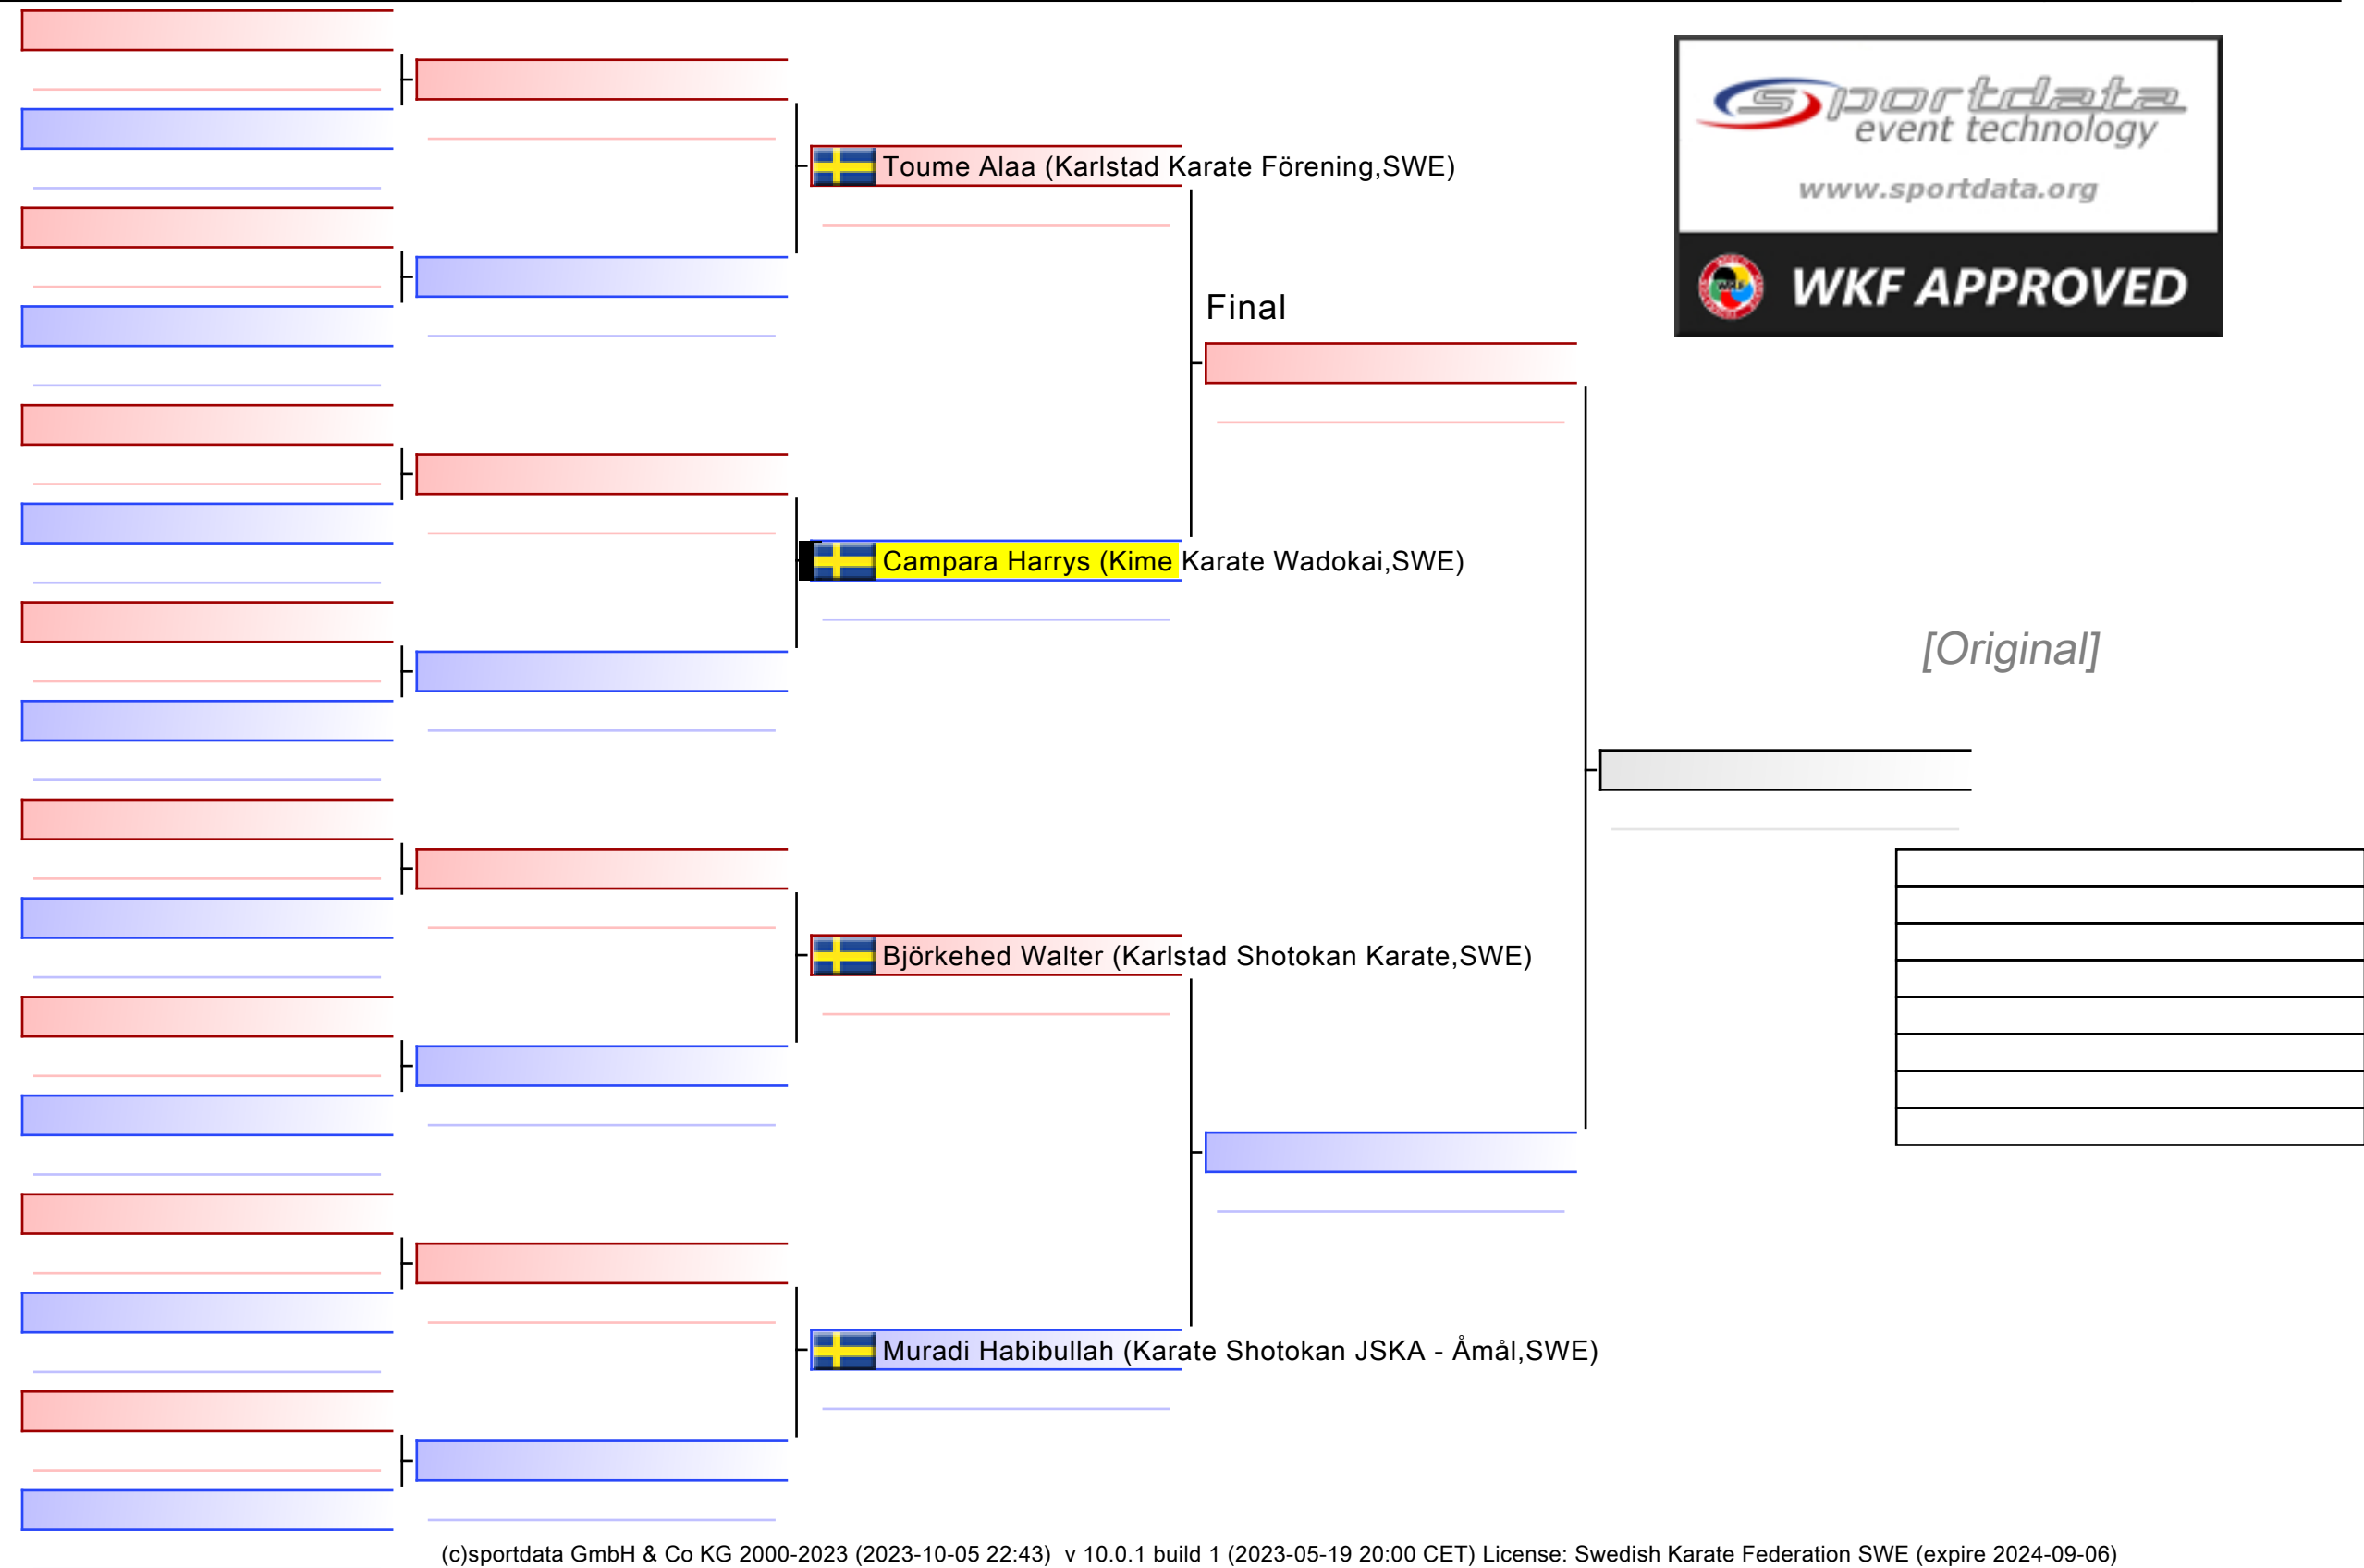 sportdata
event technology
www.sportdata.org
WKF APPROVED
Toume Alaa (Karlstad Karate Förening,SWE)
Final
Campara Harrys (Kime Karate Wadokai,SWE)
[Original]
Björkehed Walter (Karlstad Shotokan Karate,SWE)
Muradi Habibullah (Karate Shotokan JSKA - Åmål,SWE)
(c)sportdata GmbH & Co KG 2000-2023 (2023-10-05 22:43)  v 10.0.1 build 1 (2023-05-19 20:00 CET) License: Swedish Karate Federation SWE (expire 2024-09-06)